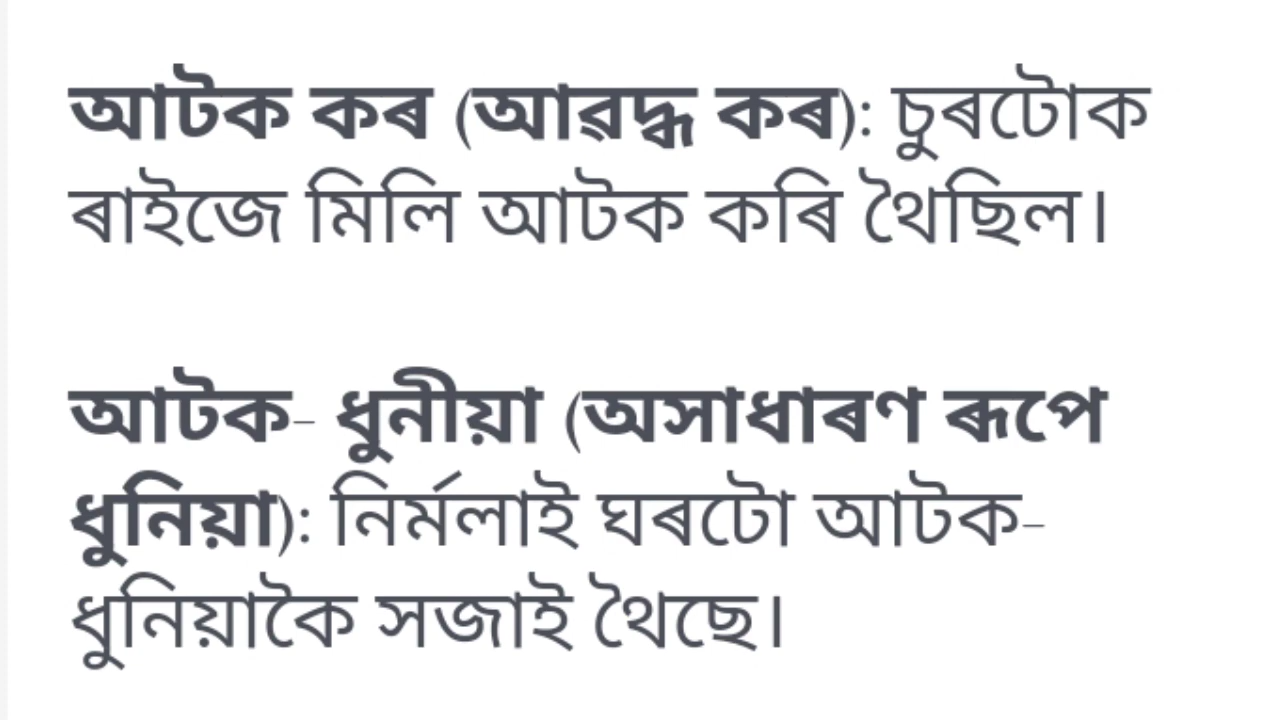 আটক কৰ (আৱদ্ধ কৰ): চুৰটোক
ৰাইজে মিলি আটক কৰি থৈছিল।
আটক- ধুনীয়া (অসাধাৰণ ৰূপে
ধুনিয়া): নিৰ্মলাই ঘৰটো আটক-
ধুনিয়াকৈ সজাই থৈছে।